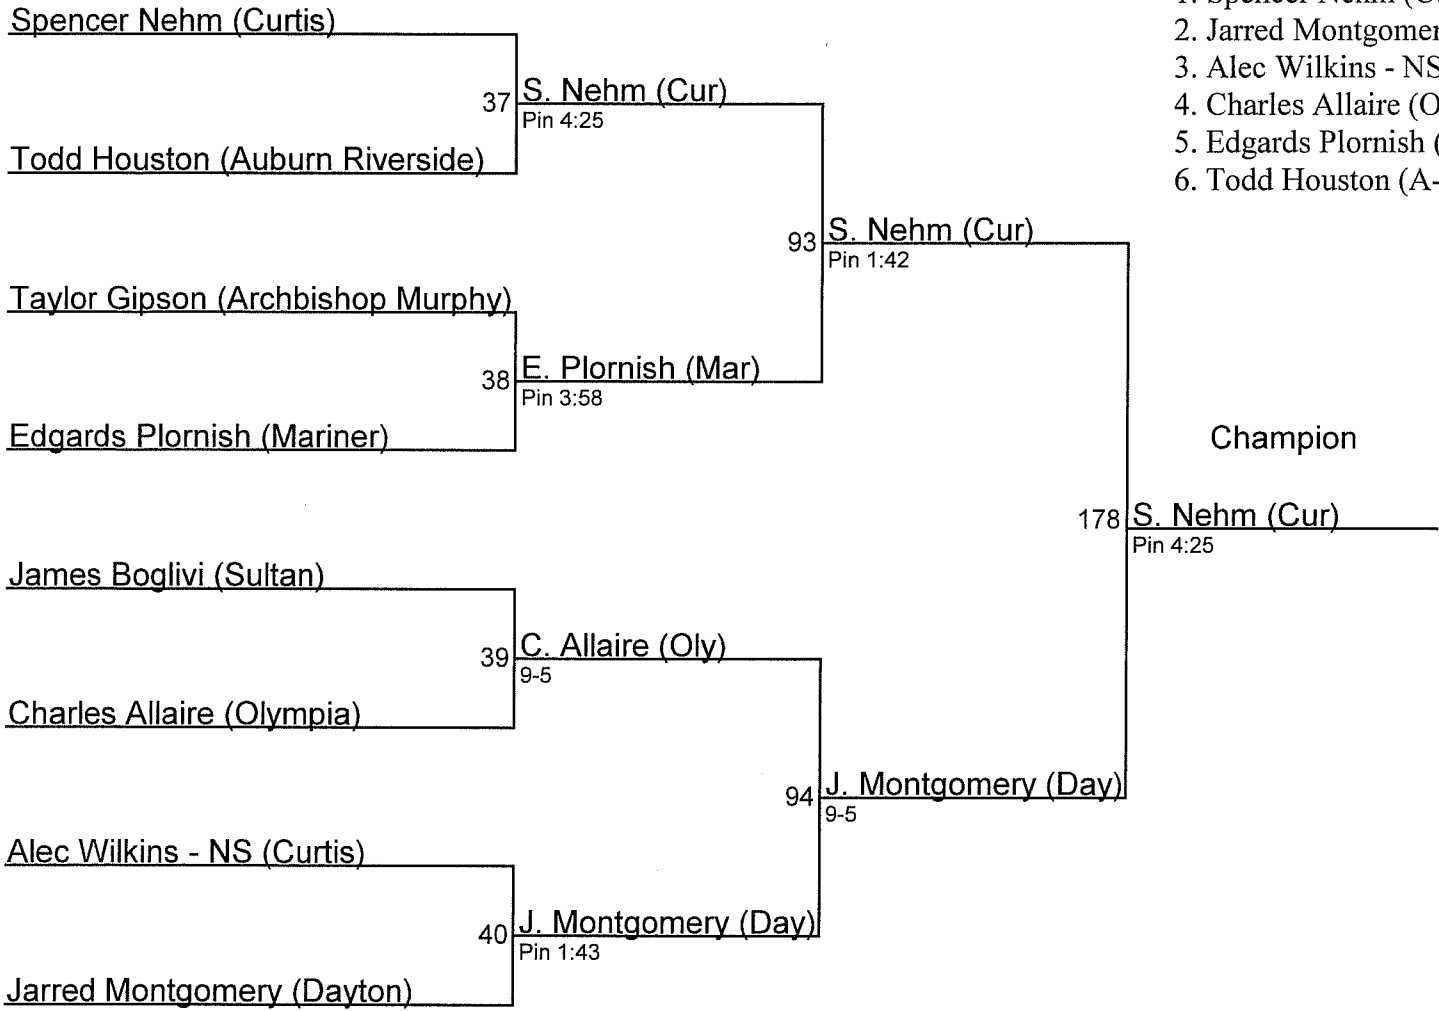 Spencer Nehm (Curtis)
37
S. Nehm (Cur)
Pin 4:25
Todd Houston (Auburn Riverside)
93
S. Nehm (Cur)
Pin 1:42
Taylor Gipson (Archbishop Murphy)
38
E. Plornish (Mar)
Pin 3:58
Edgards Plornish (Mariner)
Champion
178
S. Nehm (Cur)
Pin 4:25
James Boglivi (Sultan)
39
C. Allaire (Oly)
9-5
Charles Allaire (Olympia)
94
J. Montgomery (Day)
9-5
Alec Wilkins - NS (Curtis)
40
J. Montgomery (Day)
Pin 1:43
Jarred Montgomery (Dayton)
1. Spencer Nehm (C
2. Jarred Montgomer
3. Alec Wilkins - NS
4. Charles Allaire (O
5. Edgards Plornish (
6. Todd Houston (A-